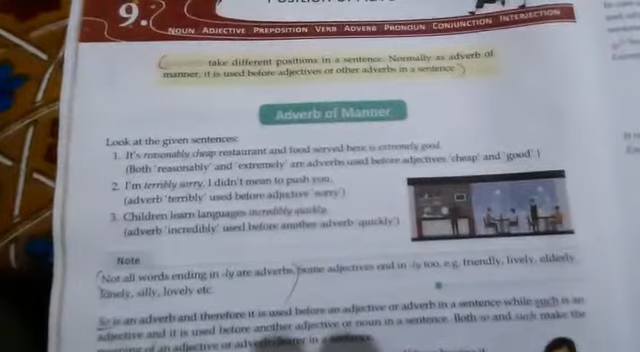 9.
NOUN ADJECTIVE PREPOSITION VERB ADVERB PRONOUN CONJUNCTION INTERJECTION
take different positions in a sentence. Normally as adverb of
manner, it is used before adjectives or other adverbs in a sentence
Adverb of Manner
Look at the given sentences:
1. It's reasonably cheap restaurant and food served here is extremely good.
(Both 'reasonably' and 'extremely' are adverbs used before adjectives 'cheap' and 'good'.)
2. I'm terribly sorry, I didn't mean to push you.
(adverb 'terribly' used before adjective 'sorry')
3. Children learn languages incredibly quickly.
(adverb 'incredibly' used before another adverb 'quickly')
Note
Not all words ending in -ly are adverbs, some adjectives end in -ly too, e.g. friendly, lively, elderly,
lonely, silly, lovely etc.
So is an adverb and therefore it is used before an adjective or adverb in a sentence while such is an
adjective and it is used before another adjective or noun in a sentence. Both so and such make the
of an adjective or adverb in a sentence.